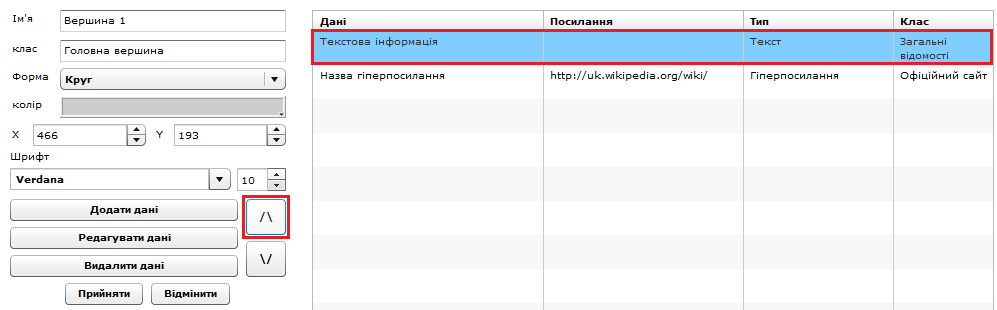 Ім'я Вершина 1
клас Головна вершина
Форма Круг
колір
X 466 Y 193
Шрифт
Verdana 10
Додати дані /\
Редагувати дані
Видалити дані \/
Прийняти Відмінити
Дані Посилання Тип Клас
Текстова інформація Текст Загальні
відомості
Назва гіперпосилання http://uk.wikipedia.org/wiki/ Гіперпосилання Офіційний сайт